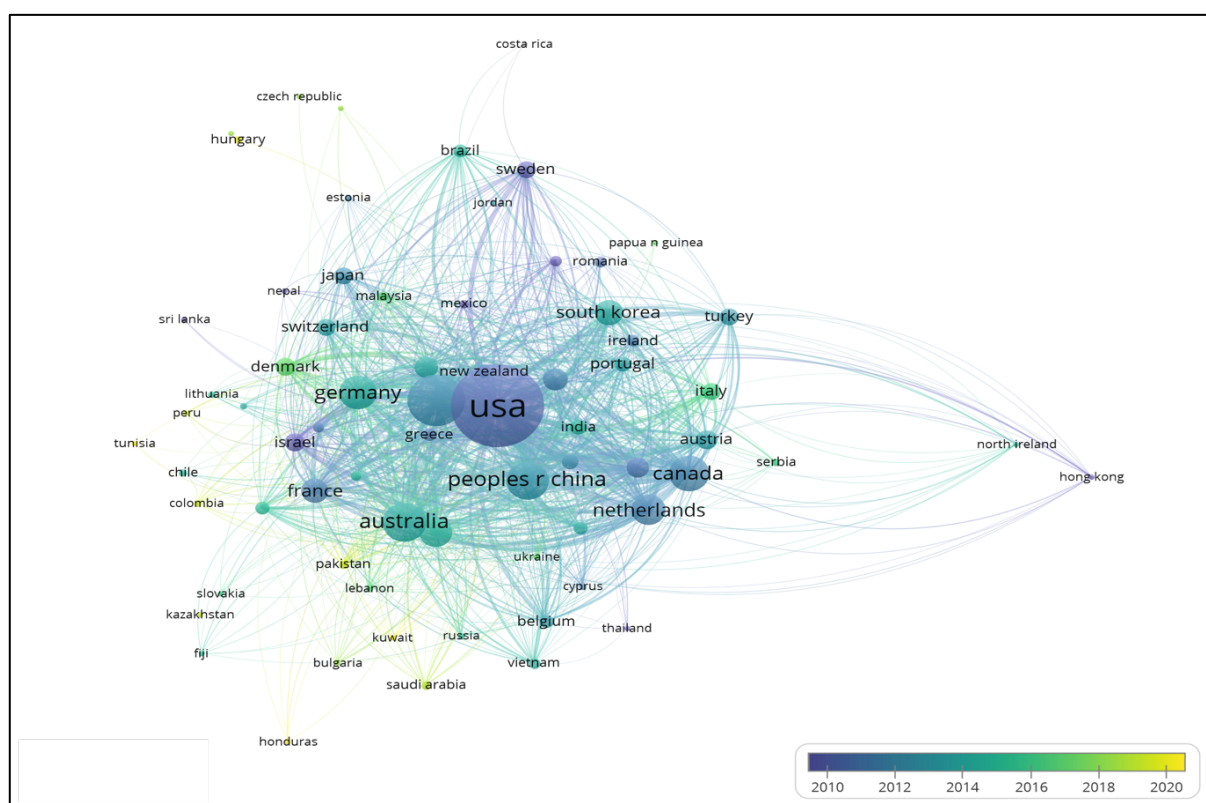 costa rica
czech republic
hungary
brazil
sweden
estonia
jordan
papua n guinea
romania
japan
malaysia
nepal
mexico
sri lanka
switzerland
south korea
turkey
ireland
portugal
denmark
new zealand
germany
usa
italy
lithuania
peru
greece
india
israel
austria
tunisia
north ireland
serbia
chile
peoples r china
canada
hong kong
france
colombia
netherlands
australia
pakistan
ukraine
lebanon
cyprus
slovakia
kazakhstan
belgium
thailand
kuwait
russia
fiji
bulgaria
vietnam
saudi arabia
honduras
2010 2012 2014 2016 2018 2020